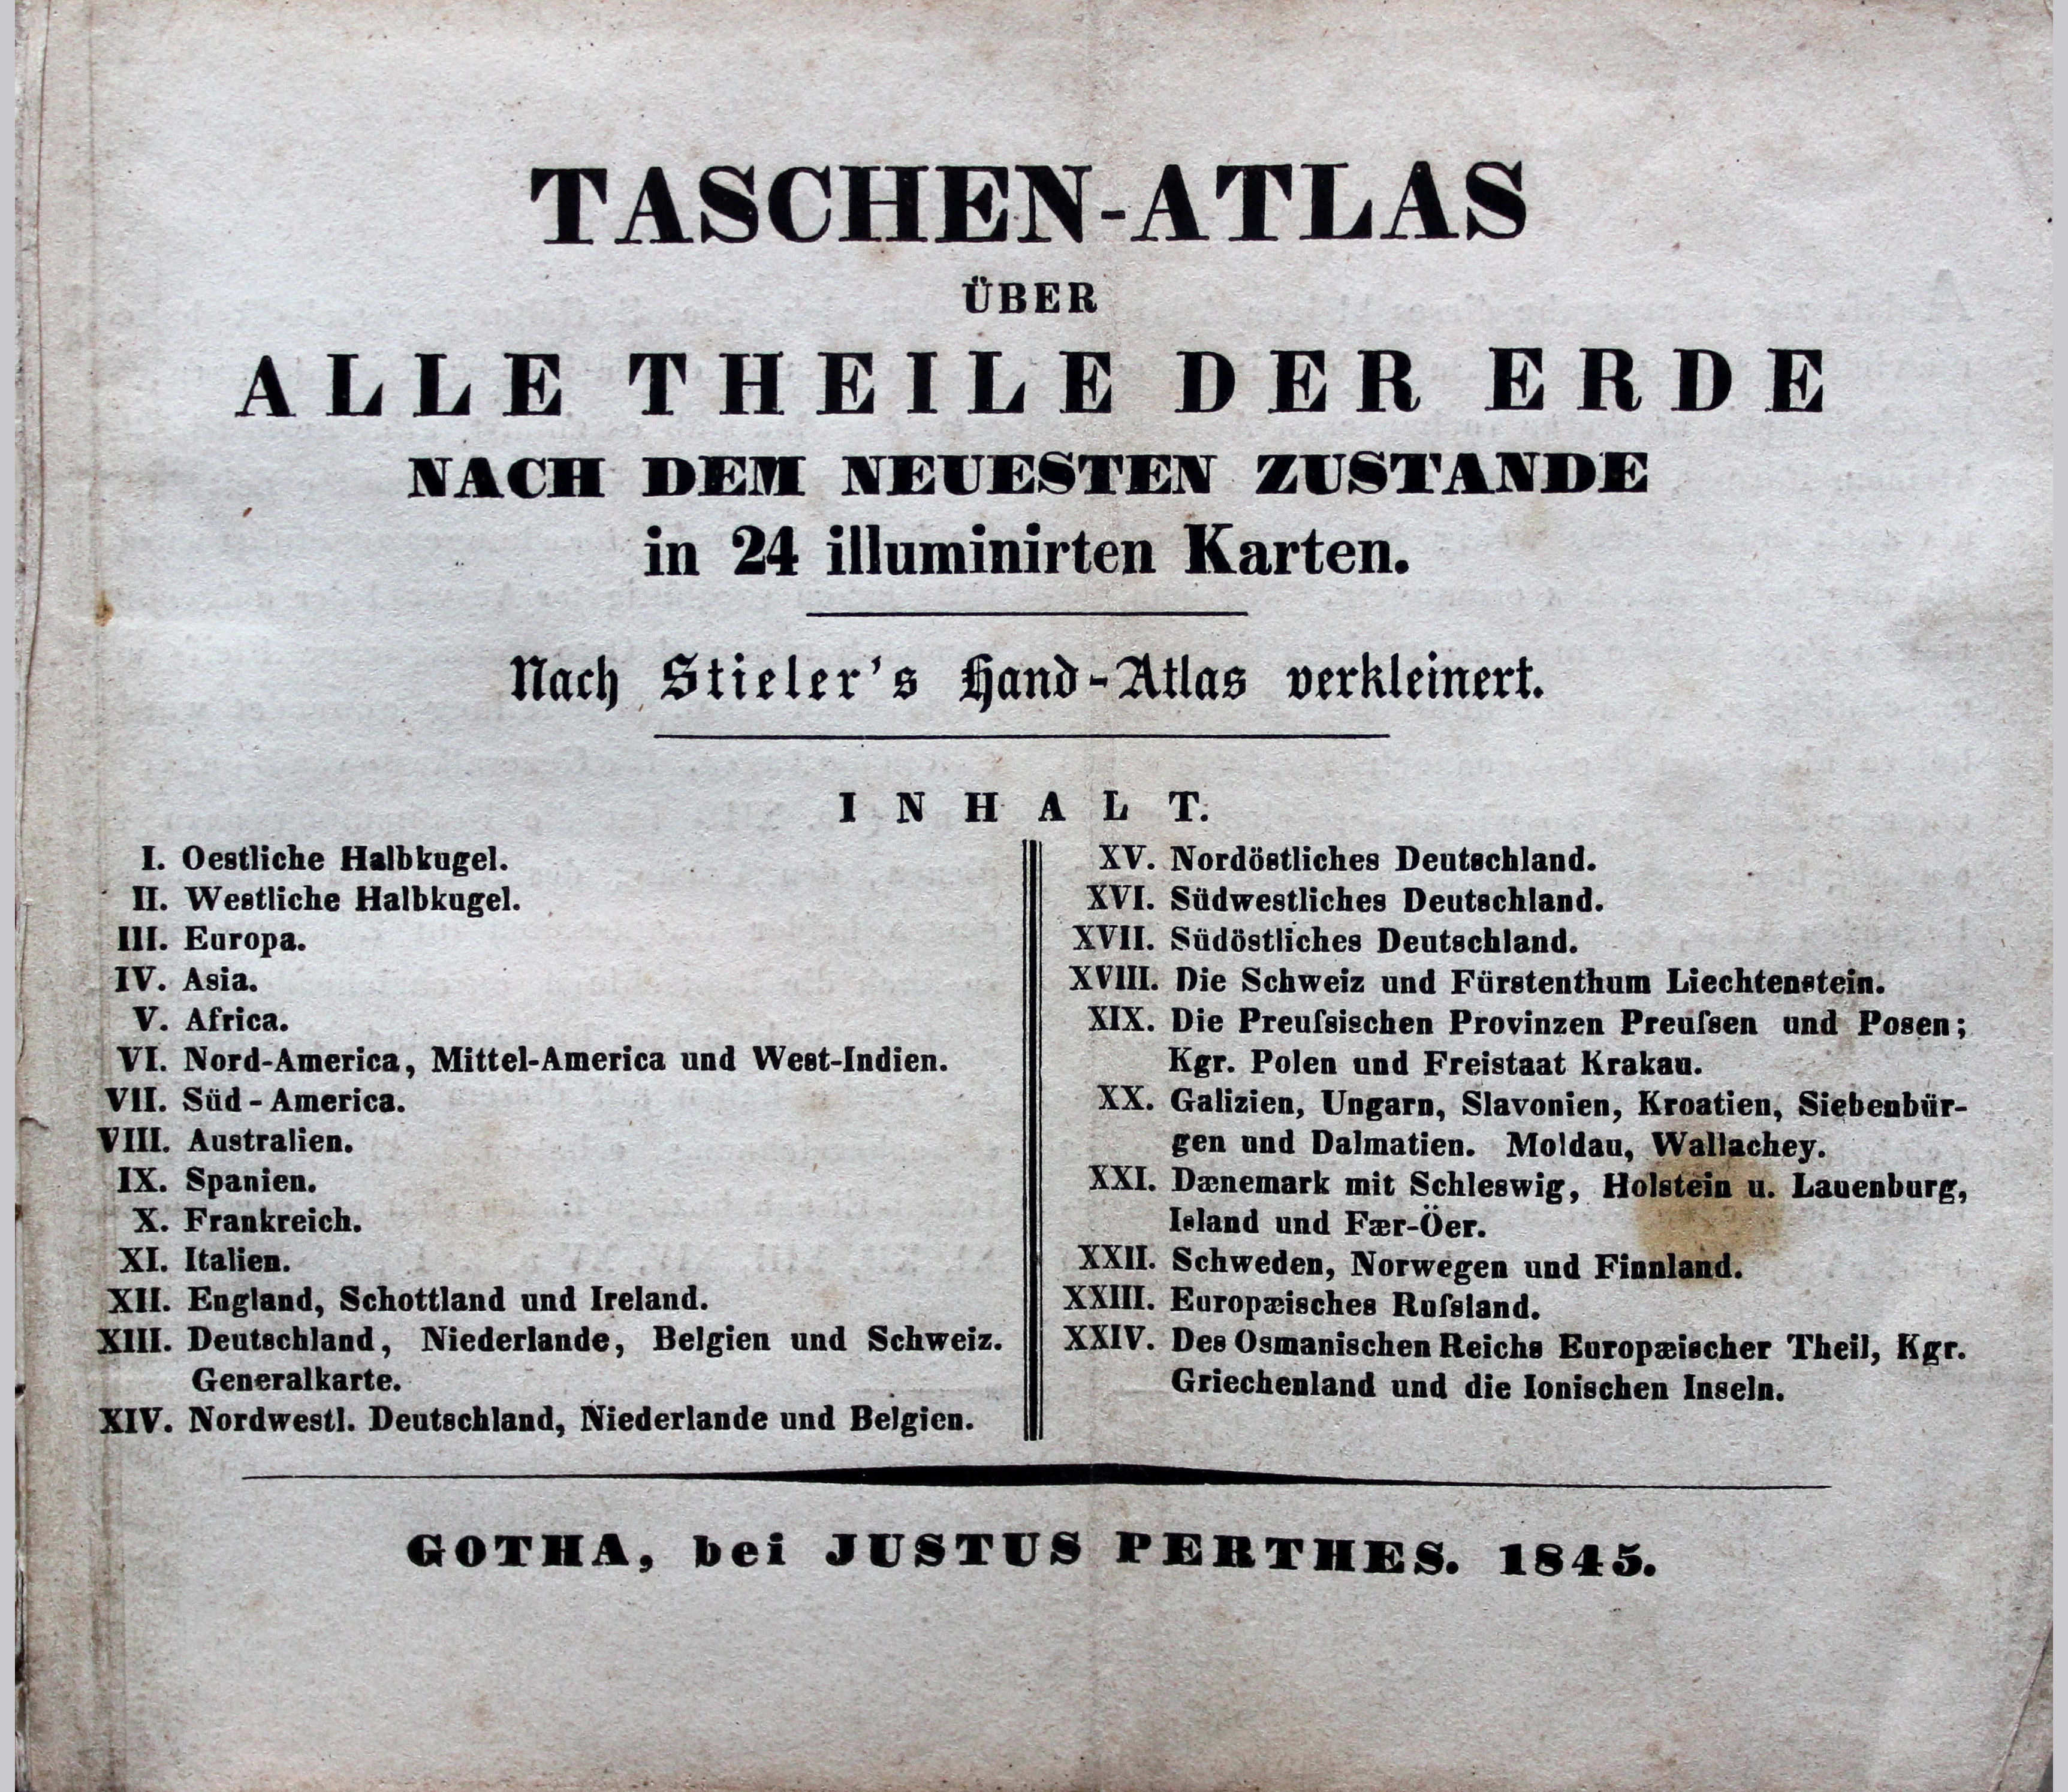 TASCHEN-ATLAS
ÜBER
ALLE THEILE DER ERDE
NACH DEM NEUESTEN ZUSTANDE
in 24 illuminirten Karten.
Nach Stieler's Hand-Atlas verkleinert.
INHALT.
I. Oestliche Halbkugel.
II. Westliche Halbkugel.
III. Europa.
IV. Asia.
V. Africa.
VI. Nord-America, Mittel-America und West-Indien.
VII. Süd-America.
VIII. Australien.
IX. Spanien.
X. Frankreich.
XI. Italien.
XII. England, Schottland und Ireland.
XIII. Deutschland, Niederlande, Belgien und Schweiz.
Generalkarte.
XIV. Nordwestl. Deutschland, Niederlande und Belgien.
XV. Nordöstliches Deutschland.
XVI. Südwestliches Deutschland.
XVII. Südöstliches Deutschland.
XVIII. Die Schweiz und Fürstenthum Liechtenstein.
XIX. Die Preuſsischen Provinzen Preuſsen und Posen;
Kgr. Polen und Freistaat Krakau.
XX. Galizien, Ungarn, Slavonien, Kroatien, Siebenbür-
gen und Dalmatien. Moldau, Wallachey.
XXI. Dænemark mit Schleswig, Holstein u. Lauenburg,
Island und Fær-Öer.
XXII. Schweden, Norwegen und Finnland.
XXIII. Europæisches Ruſsland.
XXIV. Des Osmanischen Reichs Europæischer Theil, Kgr.
Griechenland und die Ionischen Inseln.
GOTHA, bei JUSTUS PERTHES. 1845.